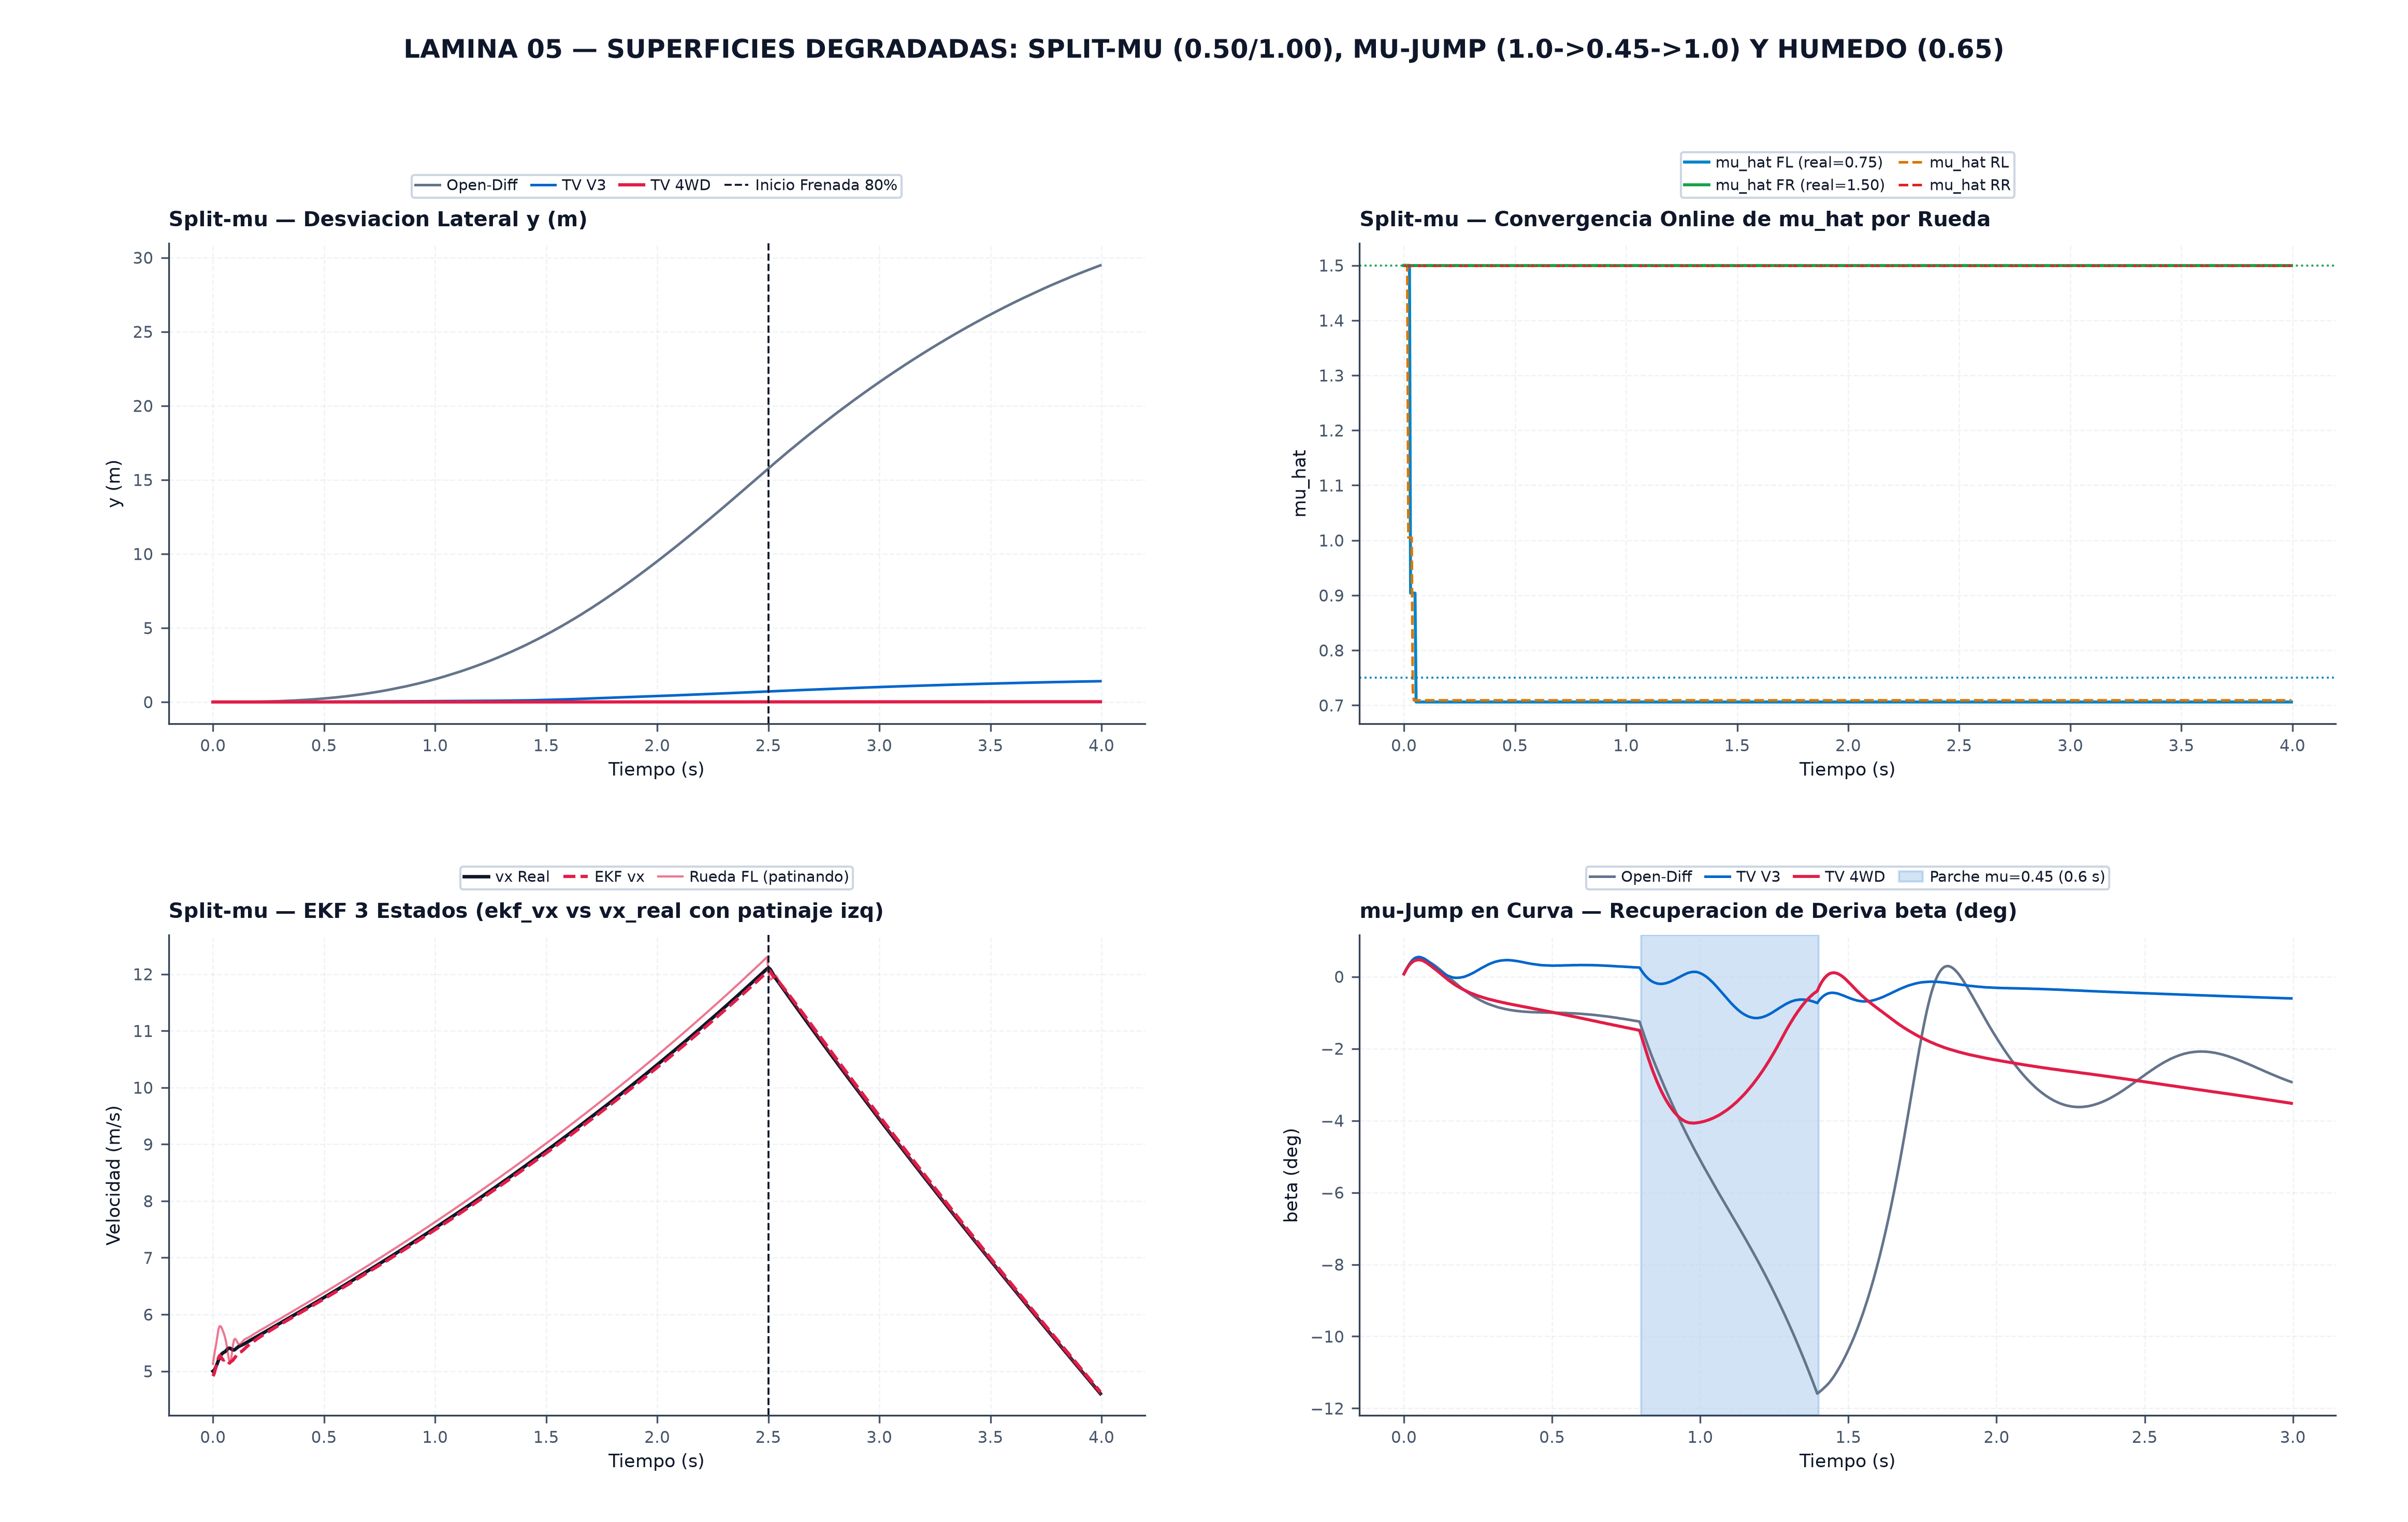 LAMINA 05 — SUPERFICIES DEGRADADAS: SPLIT-MU (0.50/1.00), MU-JUMP (1.0->0.45->1.0) Y HUMEDO (0.65)
Open-Diff TV V3 TV 4WD Inicio Frenada 80%
Split-mu — Desviacion Lateral y (m)
30
25
20
15
10
5
0
y (m)
0.0 0.5 1.0 1.5 2.0 2.5 3.0 3.5 4.0
Tiempo (s)
mu_hat FL (real=0.75) mu_hat RL
mu_hat FR (real=1.50) mu_hat RR
Split-mu — Convergencia Online de mu_hat por Rueda
1.5
1.4
1.3
1.2
1.1
1.0
0.9
0.8
0.7
mu_hat
0.0 0.5 1.0 1.5 2.0 2.5 3.0 3.5 4.0
Tiempo (s)
vx Real EKF vx Rueda FL (patinando)
Split-mu — EKF 3 Estados (ekf_vx vs vx_real con patinaje izq)
12
11
10
9
8
7
6
5
Velocidad (m/s)
0.0 0.5 1.0 1.5 2.0 2.5 3.0 3.5 4.0
Tiempo (s)
Open-Diff TV V3 TV 4WD Parche mu=0.45 (0.6 s)
mu-Jump en Curva — Recuperacion de Deriva beta (deg)
0
−2
−4
−6
−8
−10
−12
beta (deg)
0.0 0.5 1.0 1.5 2.0 2.5 3.0
Tiempo (s)